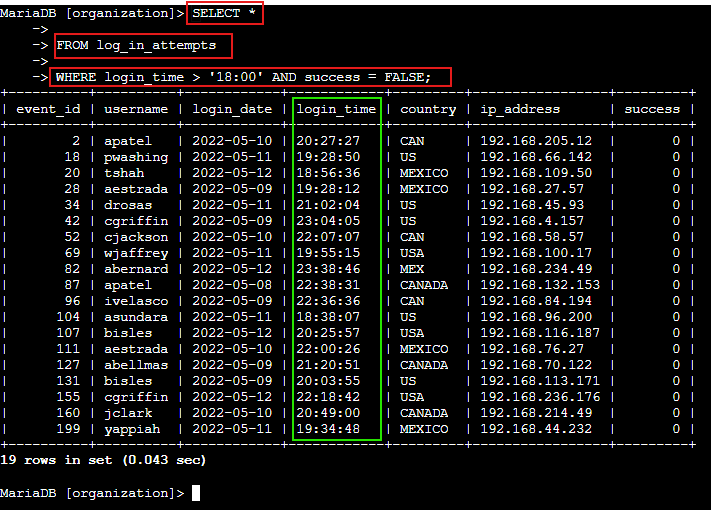 MariaDB [organization]> SELECT *
    ->
    -> FROM log_in_attempts
    ->
    -> WHERE login_time > '18:00' AND success = FALSE;
+----------+----------+------------+------------+---------+-----------------+---------+
| event_id | username | login_date | login_time | country | ip_address      | success |
+----------+----------+------------+------------+---------+-----------------+---------+
|        2 | apatel   | 2022-05-10 | 20:27:27   | CAN     | 192.168.205.12  |       0 |
|       18 | pwashing | 2022-05-11 | 19:28:50   | US      | 192.168.66.142  |       0 |
|       20 | tshah    | 2022-05-12 | 18:56:36   | MEXICO  | 192.168.109.50  |       0 |
|       28 | aestrada | 2022-05-09 | 19:28:12   | MEXICO  | 192.168.27.57   |       0 |
|       34 | drosas   | 2022-05-11 | 21:02:04   | US      | 192.168.45.93   |       0 |
|       42 | cgriffin | 2022-05-09 | 23:04:05   | US      | 192.168.4.157   |       0 |
|       52 | cjackson | 2022-05-10 | 22:07:07   | CAN     | 192.168.58.57   |       0 |
|       69 | wjaffrey | 2022-05-11 | 19:55:15   | USA     | 192.168.100.17  |       0 |
|       82 | abernard | 2022-05-12 | 23:38:46   | MEX     | 192.168.234.49  |       0 |
|       87 | apatel   | 2022-05-08 | 22:38:31   | CANADA  | 192.168.132.153 |       0 |
|       96 | ivelasco | 2022-05-09 | 22:36:36   | CAN     | 192.168.84.194  |       0 |
|      104 | asundara | 2022-05-11 | 18:38:07   | US      | 192.168.96.200  |       0 |
|      107 | bisles   | 2022-05-12 | 20:25:57   | USA     | 192.168.116.187 |       0 |
|      111 | aestrada | 2022-05-10 | 22:00:26   | MEXICO  | 192.168.76.27   |       0 |
|      127 | abellmas | 2022-05-09 | 21:20:51   | CANADA  | 192.168.70.122  |       0 |
|      131 | bisles   | 2022-05-09 | 20:03:55   | US      | 192.168.113.171 |       0 |
|      155 | cgriffin | 2022-05-12 | 22:18:42   | USA     | 192.168.236.176 |       0 |
|      160 | jclark   | 2022-05-10 | 20:49:00   | CANADA  | 192.168.214.49  |       0 |
|      199 | yappiah  | 2022-05-11 | 19:34:48   | MEXICO  | 192.168.44.232  |       0 |
+----------+----------+------------+------------+---------+-----------------+---------+
19 rows in set (0.043 sec)
MariaDB [organization]>